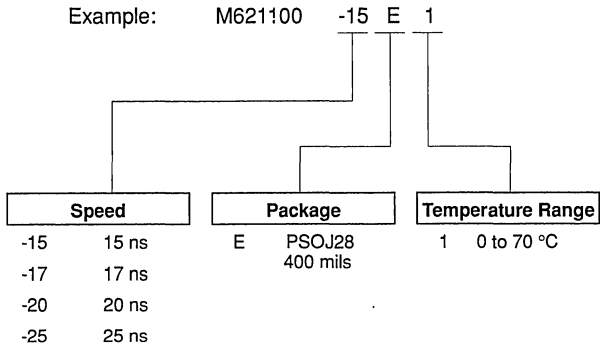 Example: M621100 -15 E 1
Speed Package Temperature Range
-15 15 ns E PSOJ28 1 0 to 70 °C
400 mils
-17 17 ns
-20 20 ns
-25 25 ns